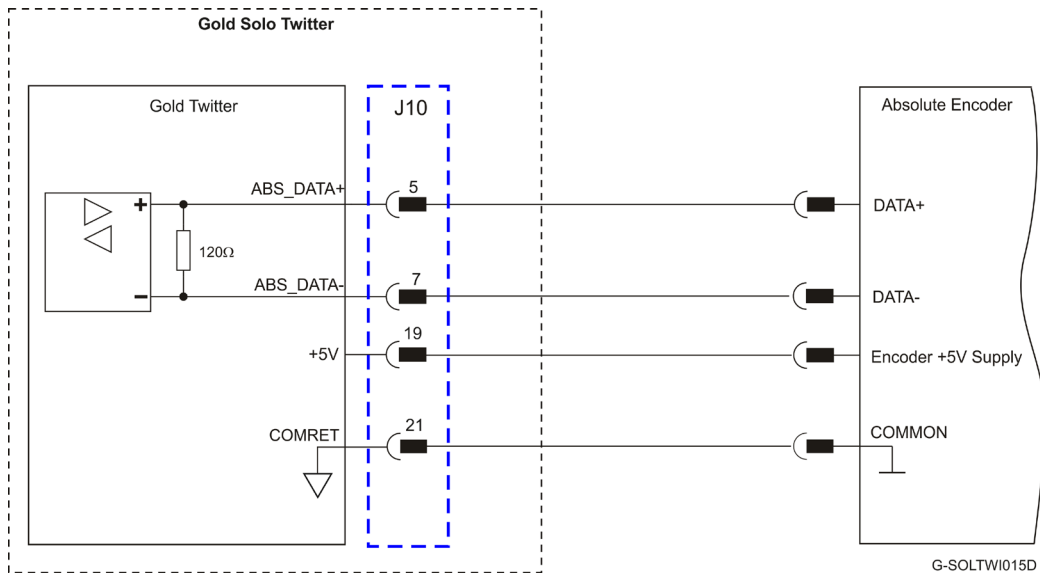 Gold Solo Twitter
Gold Twitter
J10
Absolute Encoder
ABS_DATA+
5
DATA+
+
120Ω
-
ABS_DATA-
7
DATA-
+5V
19
Encoder +5V Supply
COMRET
21
COMMON
G-SOLTWI015D